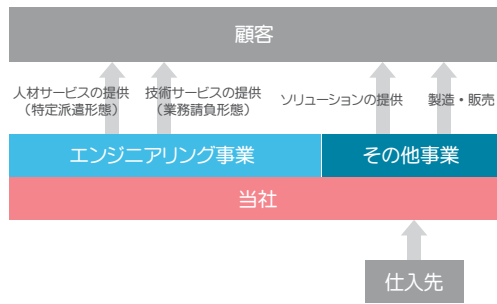 顧客
人材サービスの提供
（特定派遣形態）
技術サービスの提供
（業務請負形態）
ソリューションの提供
製造・販売
エンジニアリング事業
その他事業
当社
仕入先